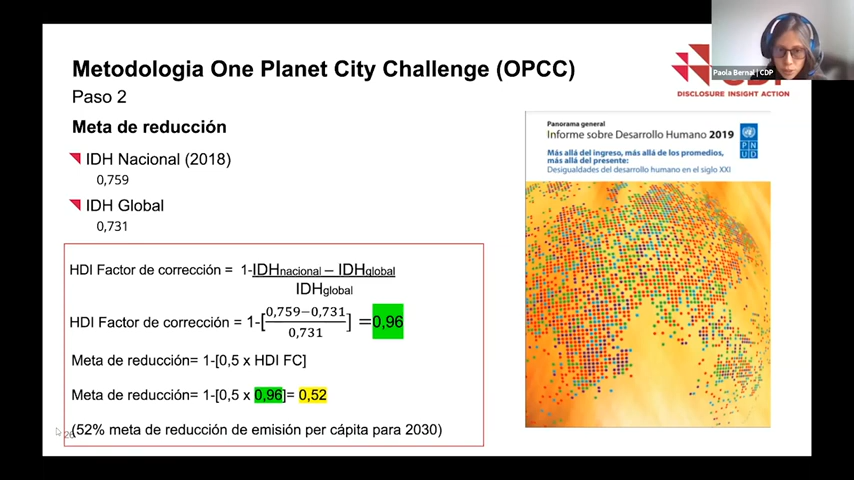 Metodologia One Planet City Challenge (OPCC)
Paso 2
Meta de reducción
IDH Nacional (2018)
0,759
IDH Global
0,731
HDI Factor de corrección = 1-IDHnacional – IDHglobal
IDHglobal
HDI Factor de corrección = 1-[0,759−0,731
0,731] =0,96
Meta de reducción= 1-[0,5 x HDI FC]
Meta de reducción= 1-[0,5 x 0,96]= 0,52
(52% meta de reducción de emisión per cápita para 2030)
Paola Bernal | CDP
DISCLOSURE INSIGHT ACTION
Panorama general
Informe sobre Desarrollo Humano 2019
Más allá del ingreso, más allá de los promedios,
más allá del presente:
Desigualdades del desarrollo humano en el siglo XXI
P N
U D